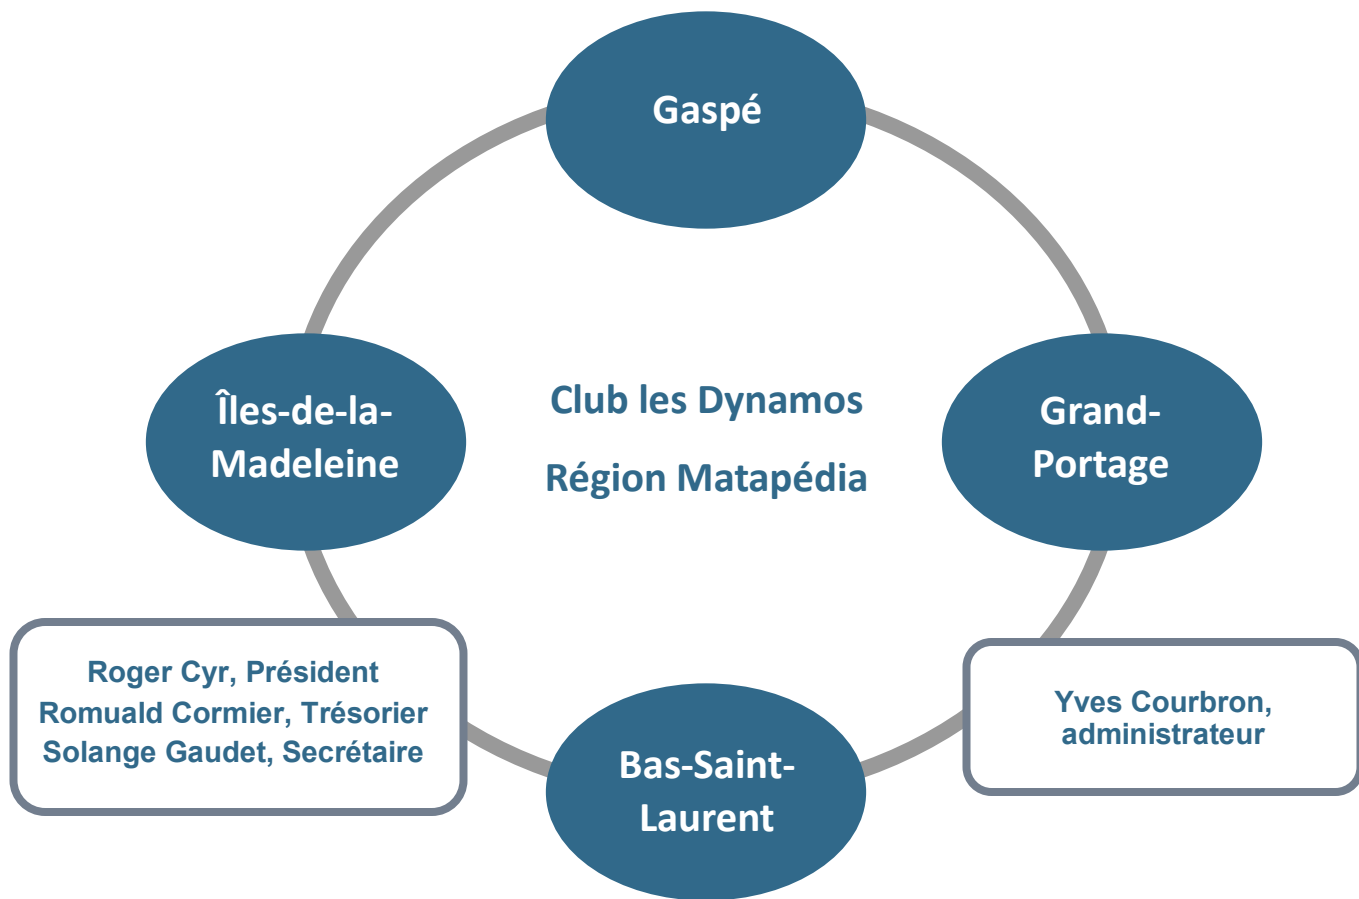 Gaspé
Îles-de-la-
Madeleine
Club les Dynamos
Région Matapédia
Grand-
Portage
Roger Cyr, Président
Romuald Cormier, Trésorier
Solange Gaudet, Secrétaire
Yves Courbron,
administrateur
Bas-Saint-
Laurent